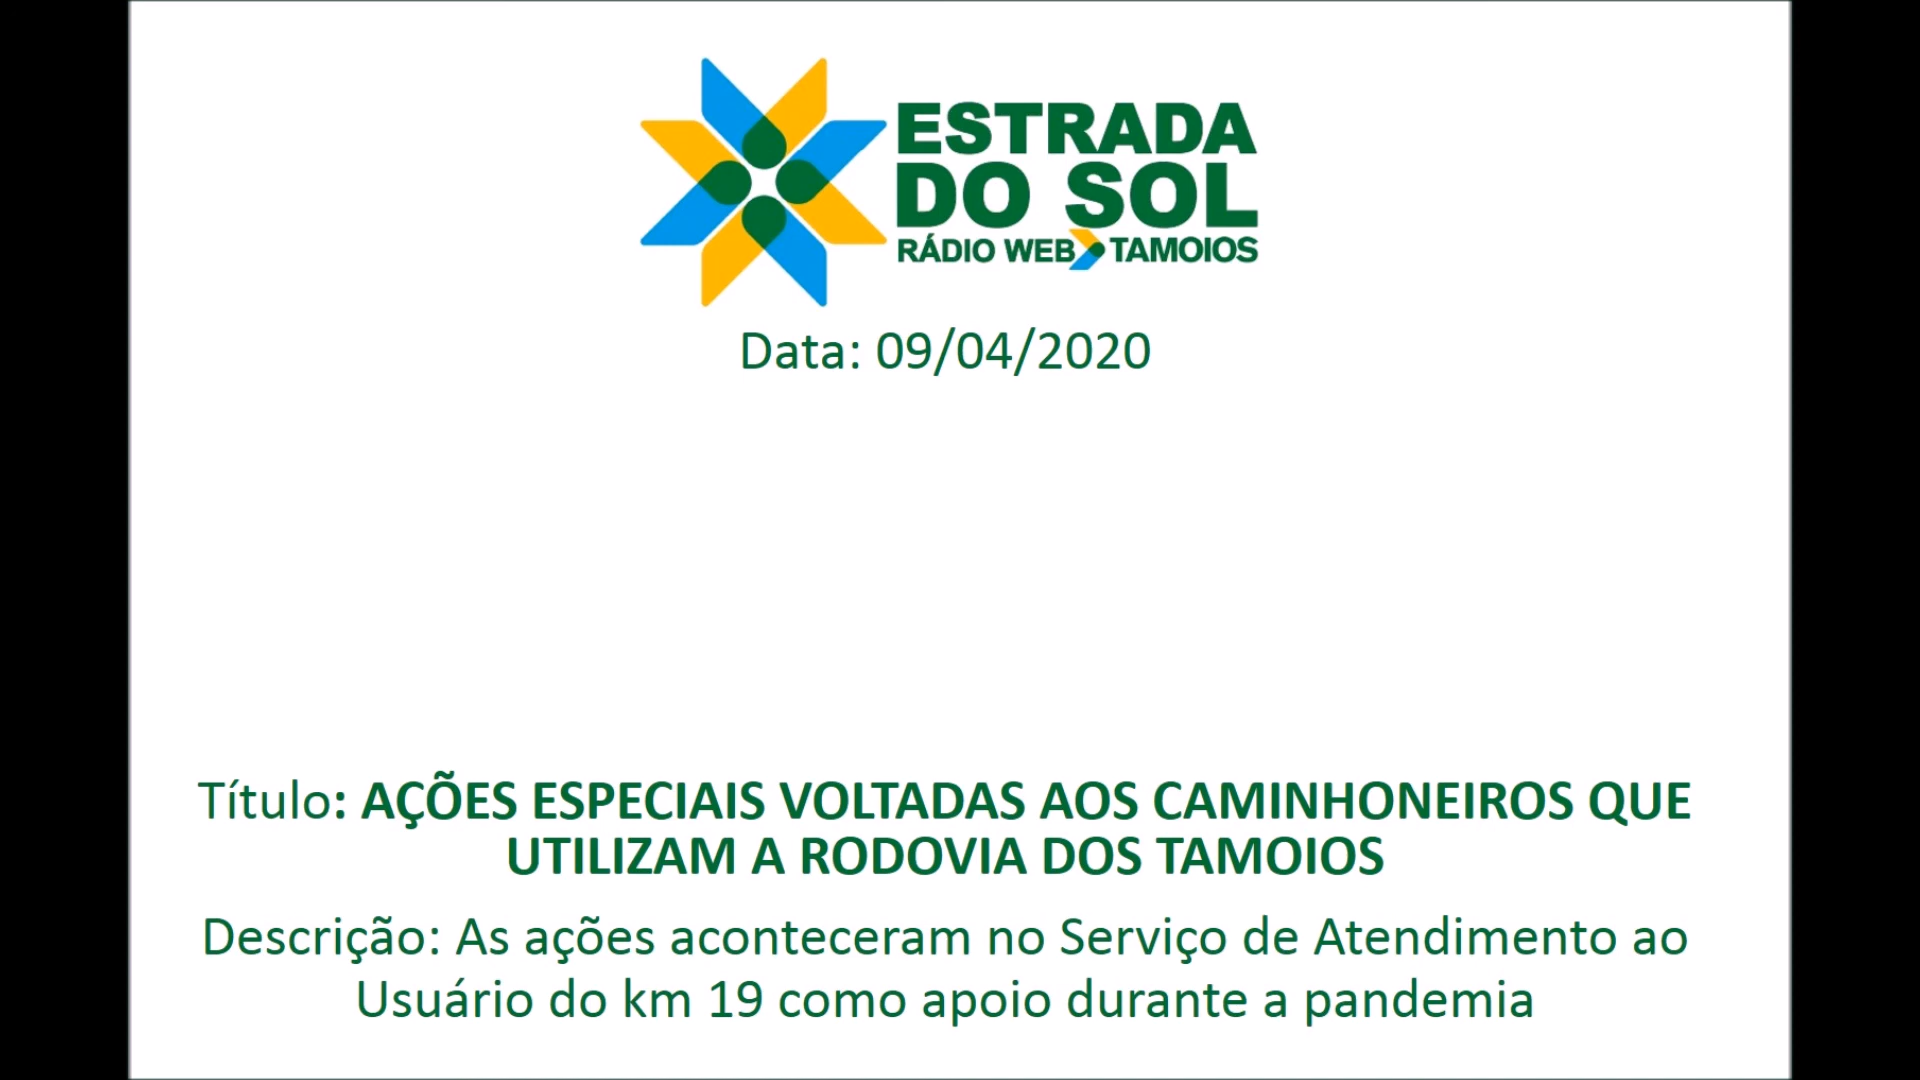 ESTRADA
DO SOL
RÁDIO WEB TAMOIOS
Data: 09/04/2020
Título: AÇÕES ESPECIAIS VOLTADAS AOS CAMINHONEIROS QUE
UTILIZAM A RODOVIA DOS TAMOIOS
Descrição: As ações aconteceram no Serviço de Atendimento ao
Usuário do km 19 como apoio durante a pandemia